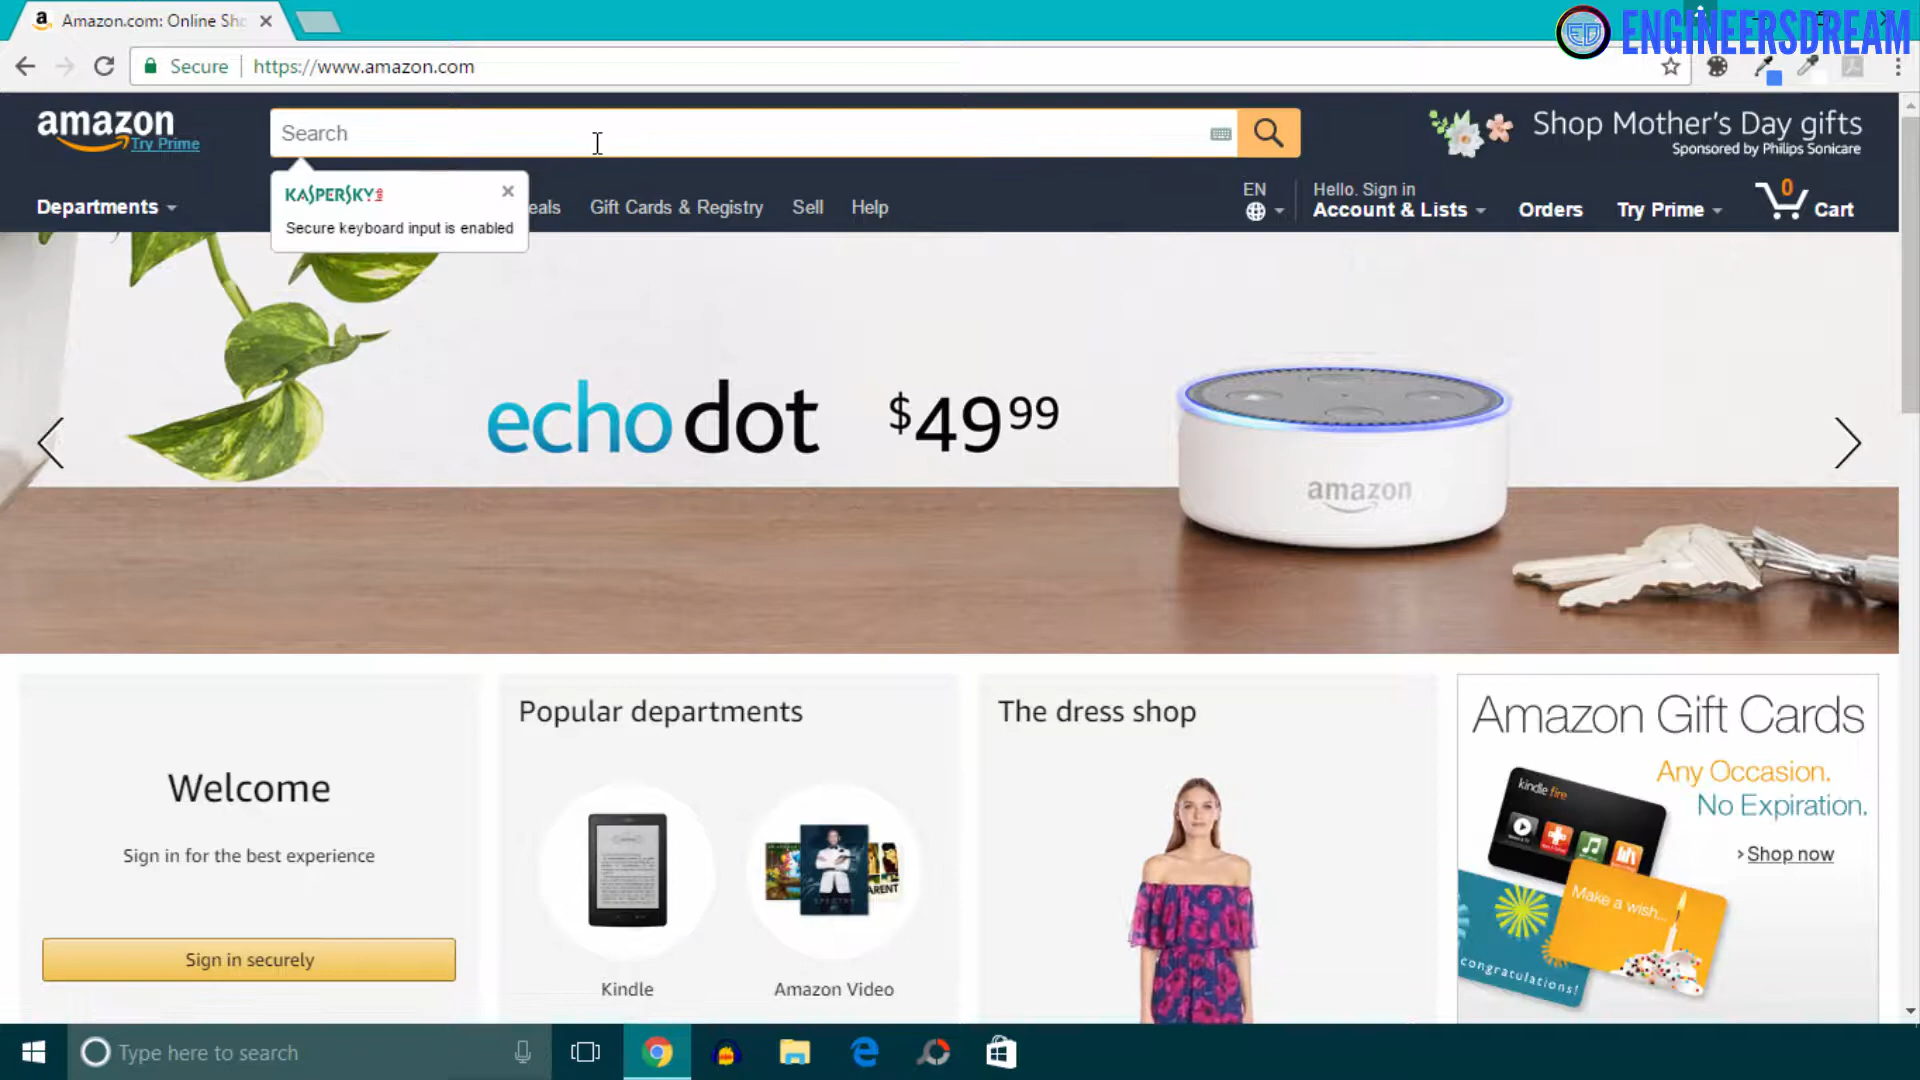 Amazon.com: Online Sho
ENGINEERSDREAM
Secure
https://www.amazon.com
amazon
Try Prime
Search
Shop Mother's Day gifts
Sponsored by Philips Sonicare
KASPERSKY
Secure keyboard input is enabled
Departments
eals
Gift Cards & Registry
Sell
Help
EN
Hello. Sign in
Account & Lists
Orders
Try Prime
0
Cart
echo dot $49 99
amazon
Welcome
Sign in for the best experience
Sign in securely
Popular departments
Kindle
Amazon Video
SPECTRE
ARENT
The dress shop
Amazon Gift Cards
Any Occasion.
No Expiration.
Shop now
kindle fire
Make a wish...
congratulations!
Type here to search